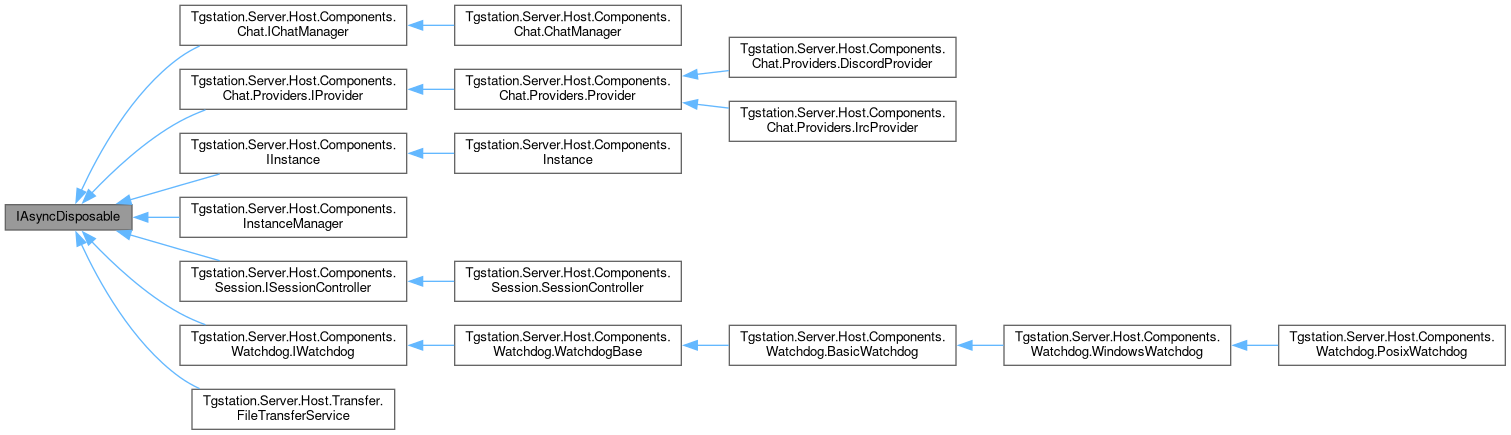 IAsyncDisposable
Tgstation.Server.Host.Components.
Chat.IChatManager
Tgstation.Server.Host.Components.
Chat.ChatManager
Tgstation.Server.Host.Components.
Chat.Providers.IProvider
Tgstation.Server.Host.Components.
Chat.Providers.Provider
Tgstation.Server.Host.Components.
Chat.Providers.DiscordProvider
Tgstation.Server.Host.Components.
Chat.Providers.IrcProvider
Tgstation.Server.Host.Components.
IInstance
Tgstation.Server.Host.Components.
Instance
Tgstation.Server.Host.Components.
InstanceManager
Tgstation.Server.Host.Components.
Session.ISessionController
Tgstation.Server.Host.Components.
Session.SessionController
Tgstation.Server.Host.Components.
Watchdog.IWatchdog
Tgstation.Server.Host.Components.
Watchdog.WatchdogBase
Tgstation.Server.Host.Components.
Watchdog.BasicWatchdog
Tgstation.Server.Host.Components.
Watchdog.WindowsWatchdog
Tgstation.Server.Host.Components.
Watchdog.PosixWatchdog
Tgstation.Server.Host.Transfer.
FileTransferService